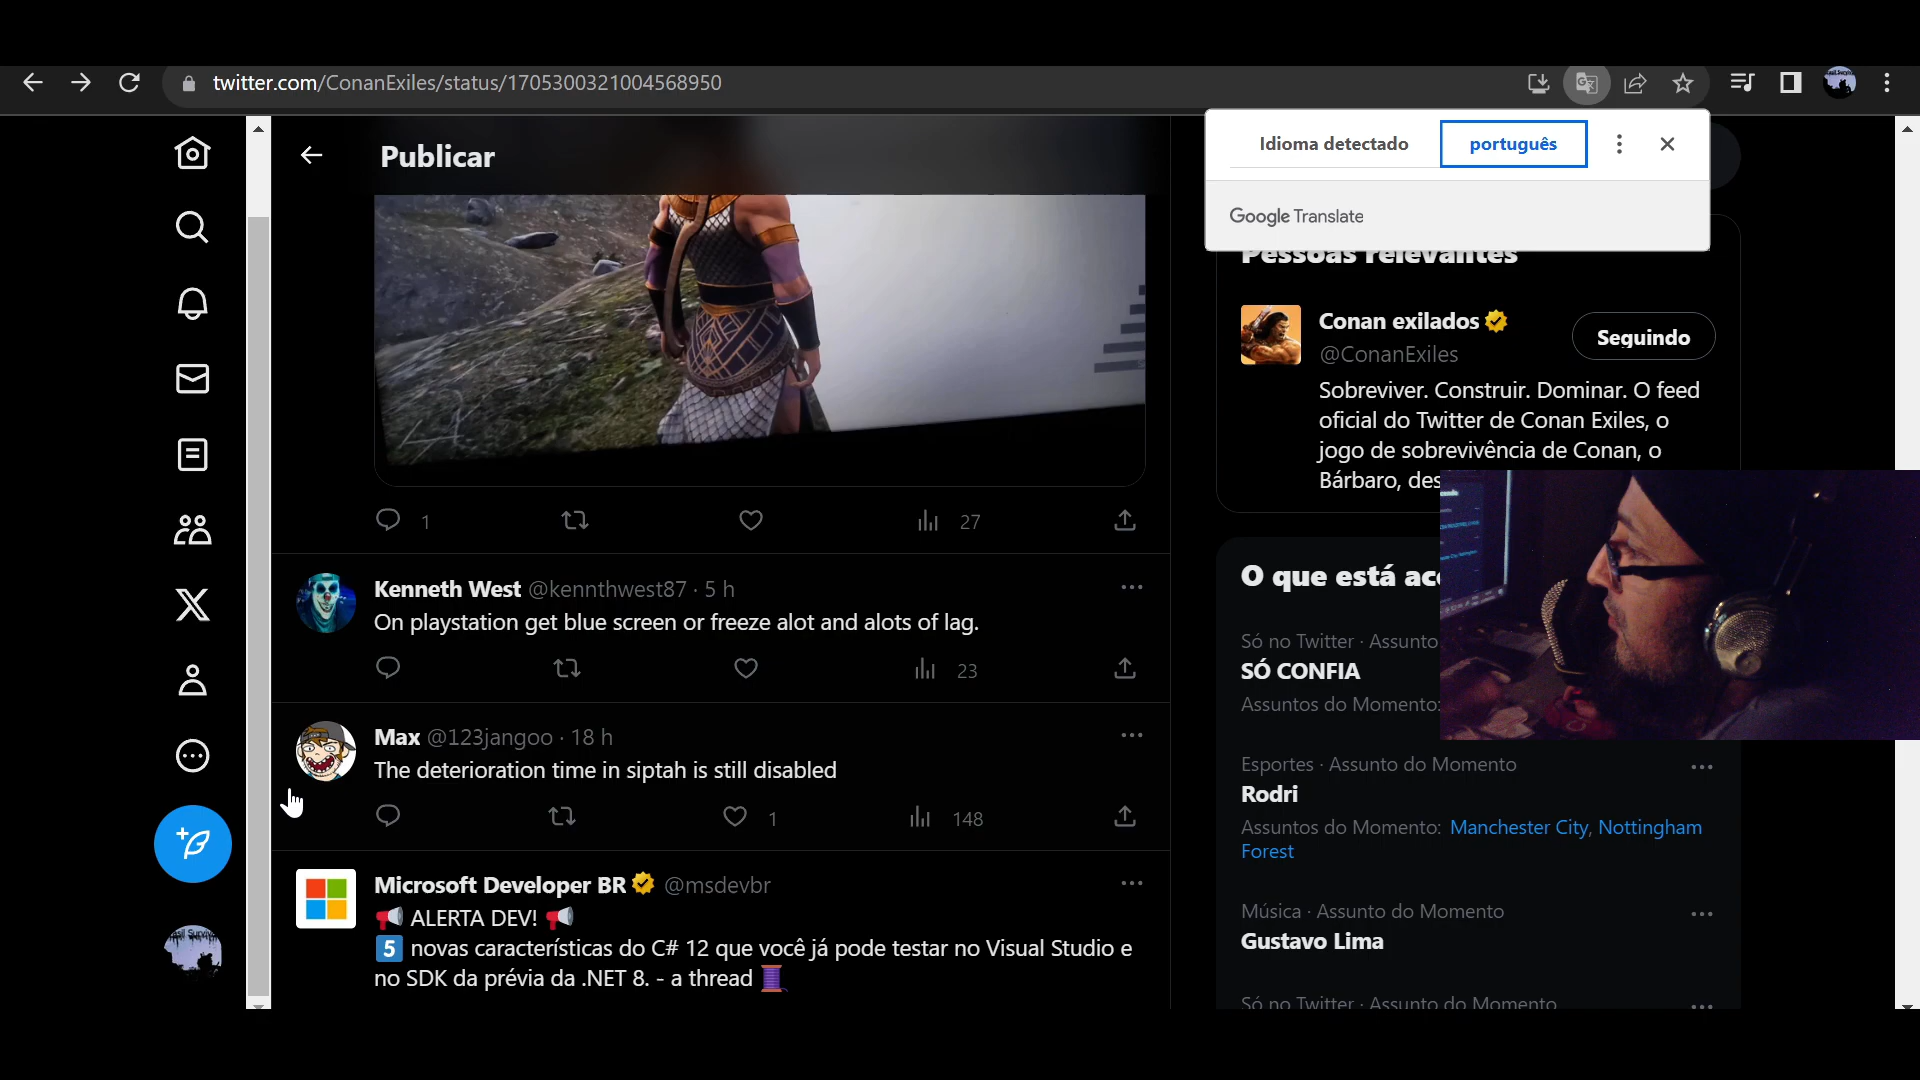 twitter.com/ConanExiles/status/1705300321004568950
Idioma detectado
português
Google Translate
Publicar
Pessoas relevantes
Conan exilados
@ConanExiles
Seguindo
Sobreviver. Construir. Dominar. O feed
oficial do Twitter de Conan Exiles, o
jogo de sobrevivência de Conan, o
Bárbaro, des
1
27
Kenneth West @kennthwest87 · 5 h
On playstation get blue screen or freeze alot and alots of lag.
23
Max @123jangoo · 18 h
The deterioration time in siptah is still disabled
1
148
Microsoft Developer BR @msdevbr
📢 ALERTA DEV! 📢
5 novas características do C# 12 que você já pode testar no Visual Studio e
no SDK da prévia da .NET 8. - a thread 🧵
O que está ac
Só no Twitter · Assunto
SÓ CONFIA
Assuntos do Momento:
Esportes · Assunto do Momento
Rodri
Assuntos do Momento: Manchester City, Nottingham
Forest
Música · Assunto do Momento
Gustavo Lima
Só no Twitter · Assunto do Momento